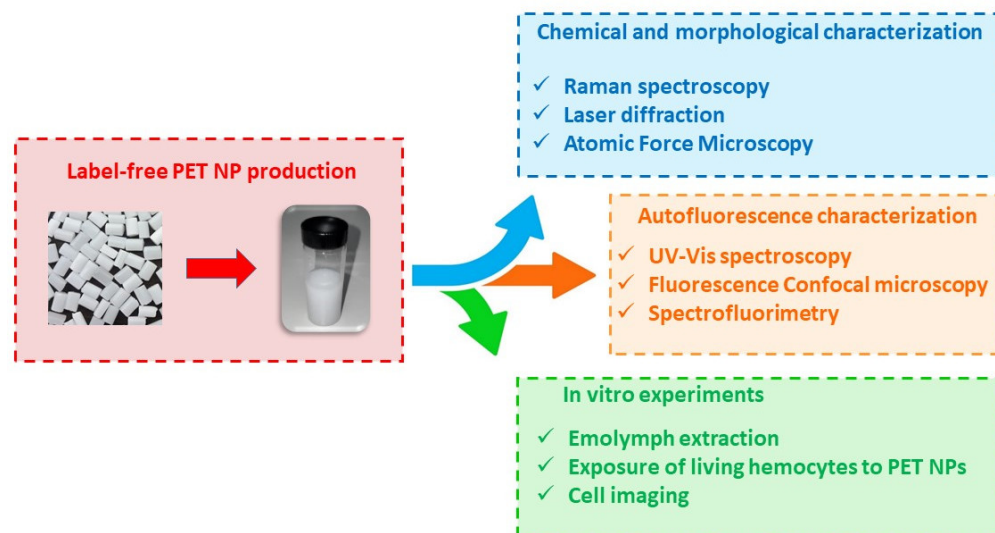 Label-free PET NP production
Chemical and morphological characterization
✓ Raman spectroscopy
✓ Laser diffraction
✓ Atomic Force Microscopy
Autofluorescence characterization
✓ UV-Vis spectroscopy
✓ Fluorescence Confocal microscopy
✓ Spectrofluorimetry
In vitro experiments
✓ Emolymph extraction
✓ Exposure of living hemocytes to PET NPs
✓ Cell imaging